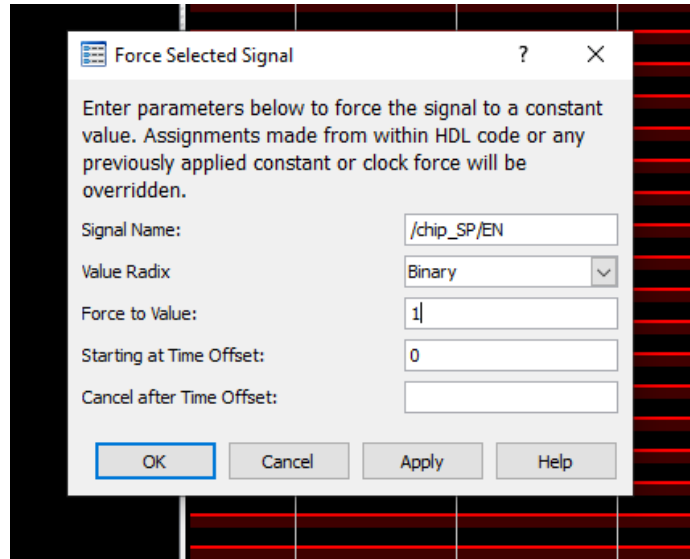 Force Selected Signal ?
Enter parameters below to force the signal to a constant
value. Assignments made from within HDL code or any
previously applied constant or clock force will be
overridden.
Signal Name: /chip_SP/EN
Value Radix Binary
Force to Value: 1
Starting at Time Offset: 0
Cancel after Time Offset:
OK Cancel Apply Help